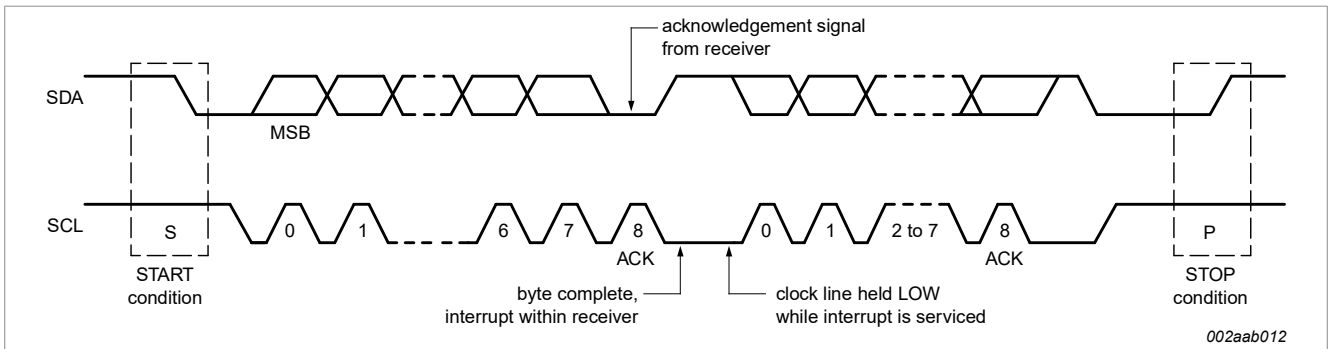 acknowledgement signal
from receiver
SDA
MSB
SCL
S
0
1
6
7
8
0
1
2 to 7
8
P
ACK
ACK
START
condition
STOP
condition
byte complete,
interrupt within receiver
clock line held LOW
while interrupt is serviced
002aab012